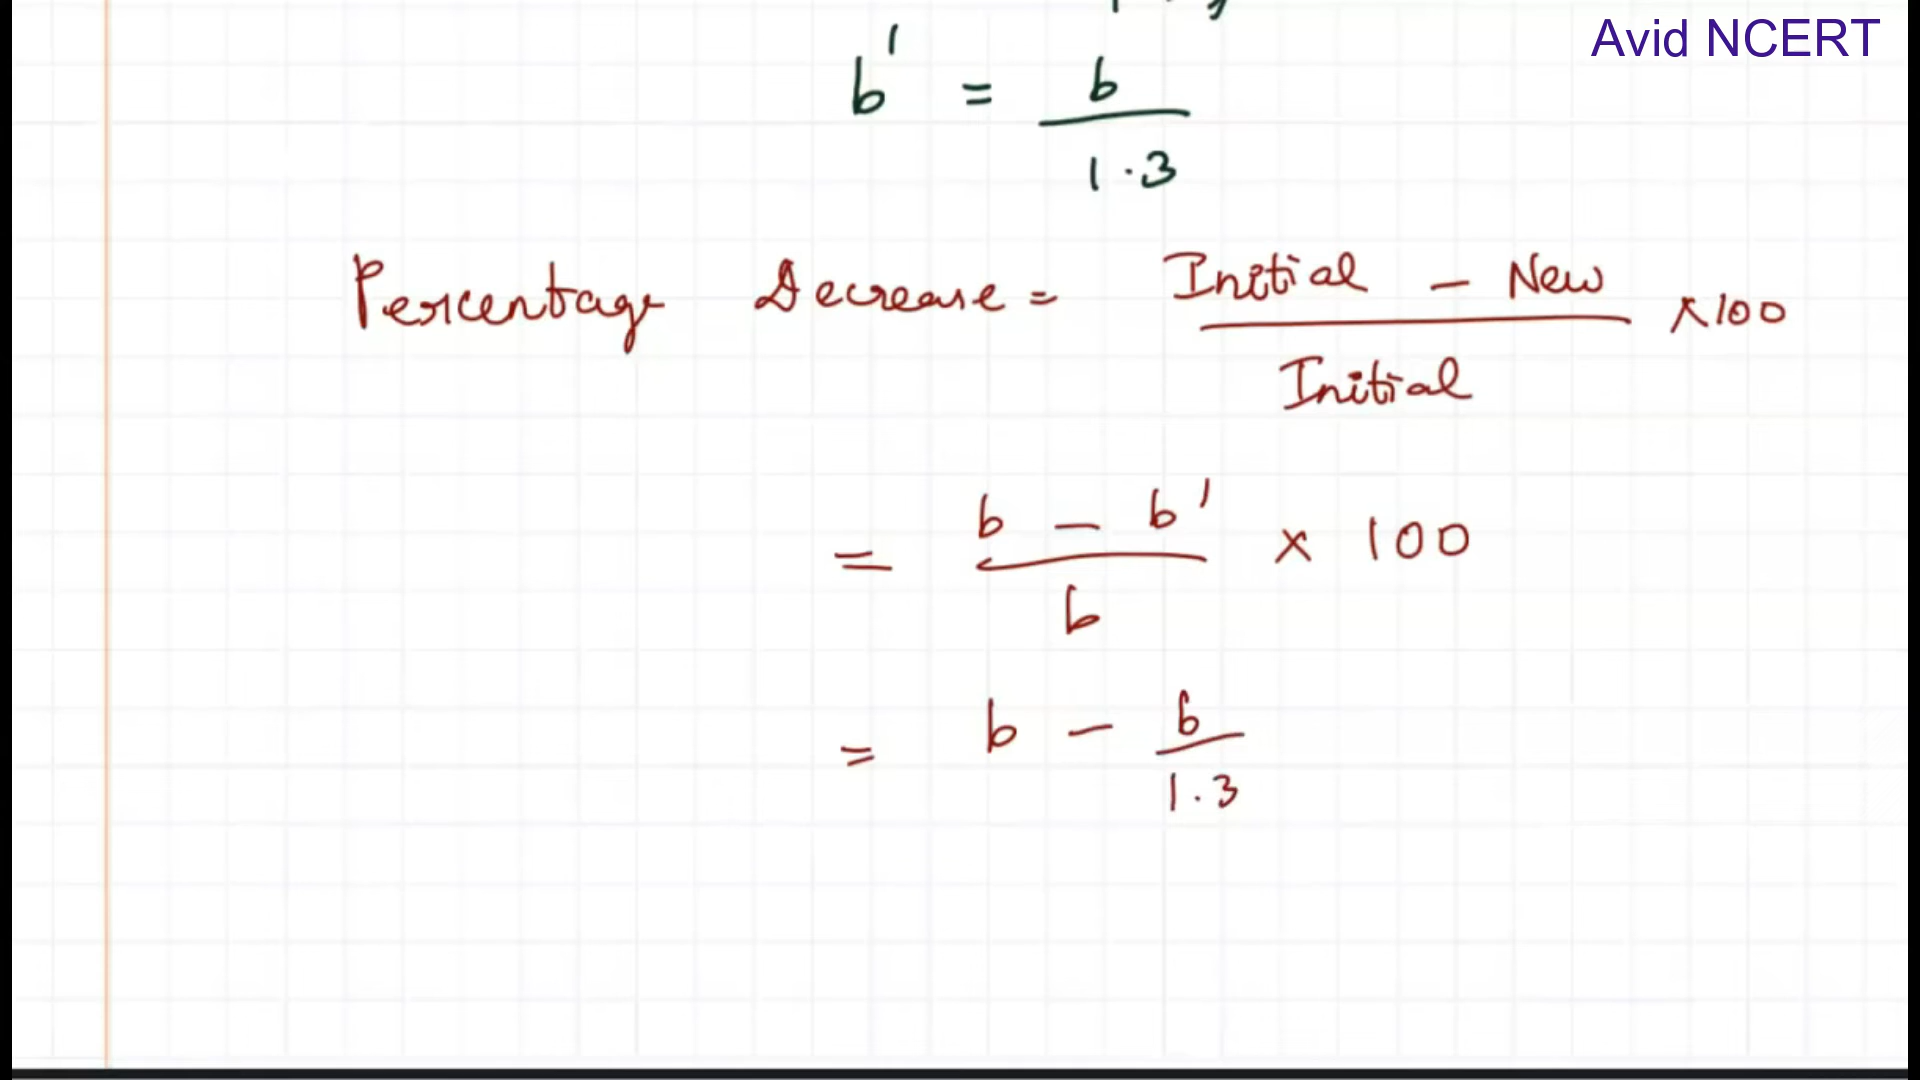 Avid NCERT
b' = b / 1.3
Percentage Decrease = Initial - New / Initial × 100
= b - b' / b × 100
= b - b / 1.3